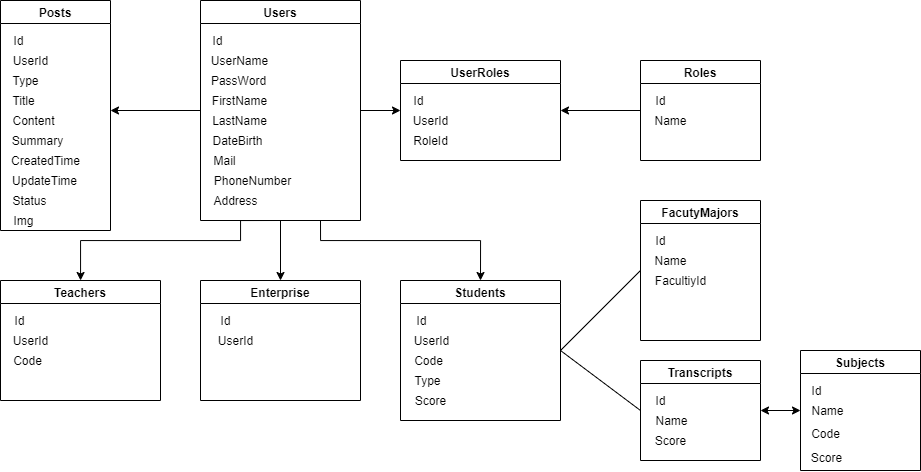 Posts
Id
UserId
Type
Title
Content
Summary
CreatedTime
UpdateTime
Status
Img
Users
Id
UserName
PassWord
FirstName
LastName
DateBirth
Mail
PhoneNumber
Address
UserRoles
Id
UserId
RoleId
Roles
Id
Name
Teachers
Id
UserId
Code
Enterprise
Id
UserId
Students
Id
UserId
Code
Type
Score
FacutyMajors
Id
Name
FacultiyId
Transcripts
Id
Name
Score
Subjects
Id
Name
Code
Score